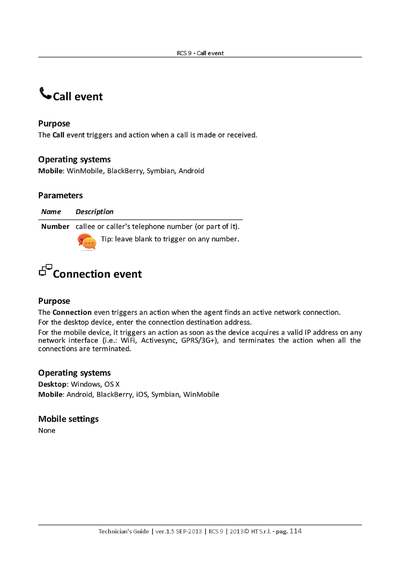 RCS 9 - Call event
Call event
Purpose
The Call event triggers and action when a call is made or received.
Operating systems
Mobile: WinMobile, BlackBerry, Symbian, Android
Parameters
Name Description
Number callee or caller's telephone number (or part of it).
Tip: leave blank to trigger on any number.
Connection event
Purpose
The Connection even triggers an action when the agent finds an active network connection.
For the desktop device, enter the connection destination address.
For the mobile device, it triggers an action as soon as the device acquires a valid IP address on any
network interface (i.e.: WiFi, Activesync, GPRS/3G+), and terminates the action when all the
connections are terminated.
Operating systems
Desktop: Windows, OS X
Mobile: Android, BlackBerry, iOS, Symbian, WinMobile
Mobile settings
None
Technician's Guide | ver.1.5 SEP-2013 | RCS 9 | 2013© HT S.r.l. - pag. 114